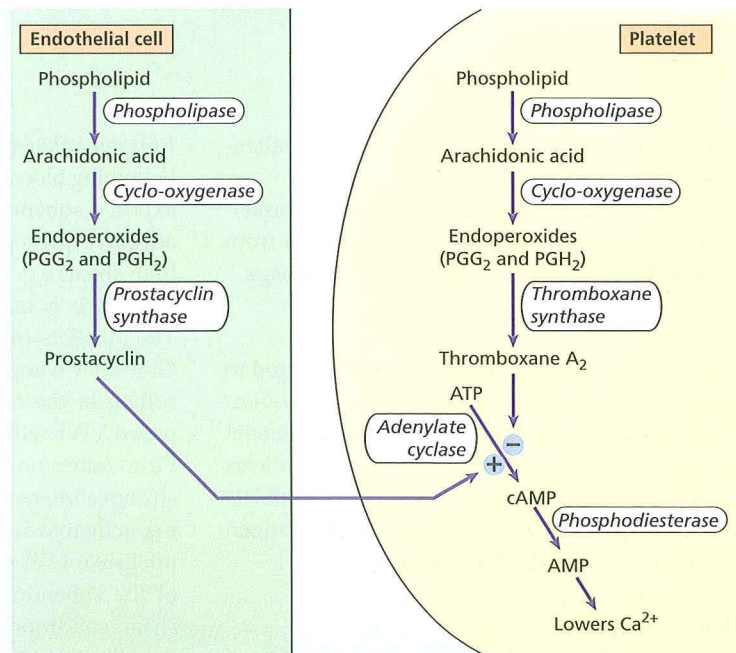 Endothelial cell
Phospholipid
Phospholipase
Arachidonic acid
Cyclo-oxygenase
Endoperoxides
(PGG₂ and PGH₂)
Prostacyclin
synthase
Prostacyclin
Platelet
Phospholipid
Phospholipase
Arachidonic acid
Cyclo-oxygenase
Endoperoxides
(PGG₂ and PGH₂)
Thromboxane
synthase
Thromboxane A₂
ATP
Adenylate
cyclase
−
+
cAMP
Phosphodiesterase
AMP
Lowers Ca²⁺